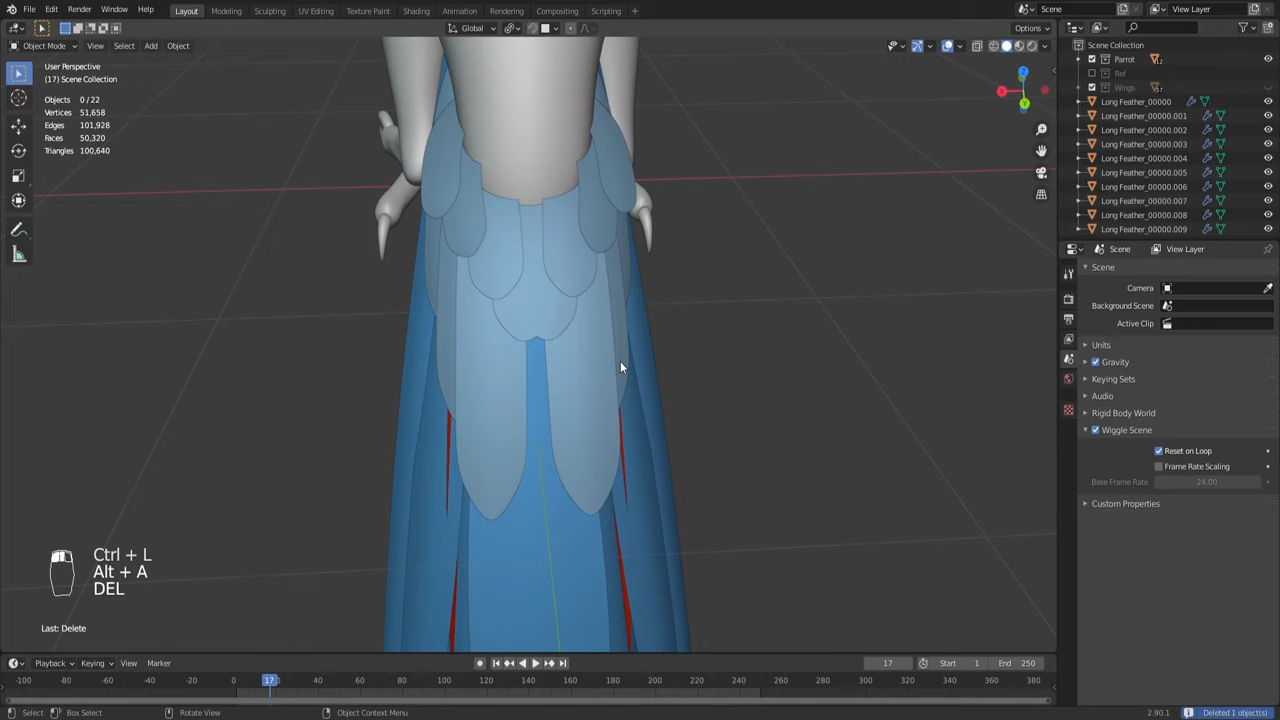 File Edit Render Window Help Layout Modeling Sculpting UV Editing Texture Paint Shading Animation Rendering Compositing Scripting + Scene View Layer
Global Options
Object Mode View Select Add Object
User Perspective
(17) Scene Collection
Objects 0/22
Vertices 51,658
Edges 101,928
Faces 50,320
Triangles 100,640
X
Y
Z
Scene Collection
Parrot
Ref
Wings
Long Feather_00000
Long Feather_00000.001
Long Feather_00000.002
Long Feather_00000.003
Long Feather_00000.004
Long Feather_00000.005
Long Feather_00000.006
Long Feather_00000.007
Long Feather_00000.008
Long Feather_00000.009
Scene View Layer
Scene
Camera
Background Scene
Active Clip
Units
Gravity
Keying Sets
Audio
Rigid Body World
Wiggle Scene
Reset on Loop
Frame Rate Scaling
Base Frame Rate 24.00
Custom Properties
Ctrl + L
Alt + A
DEL
Last: Delete
Playback Keying View Marker 17 Start 1 End 250
-100 -80 -60 -40 -20 0 17 40 60 80 100 120 140 160 180 200 220 240 260 280 300 320 340 360 380
Select Box Select Rotate View Object Context Menu 2.90.1 Deleted 1 object(s)